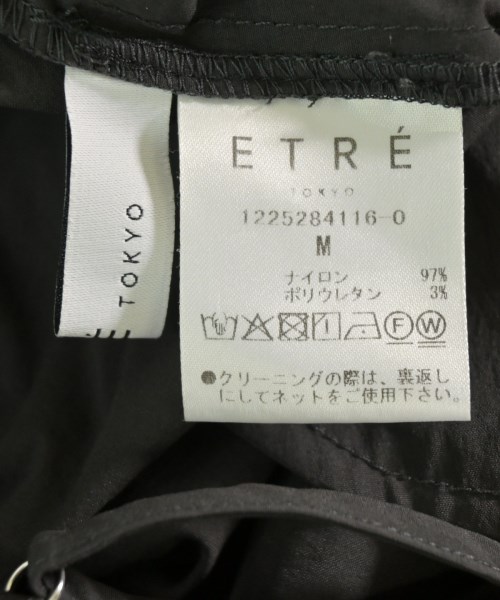 TOKYO
ETRÉ
TOKYO
1225284116-0
M
ナイロン 97%
ポリウレタン 3%
F W
●クリーニングの際は、裏返し
にしてネットをご使用下さい。